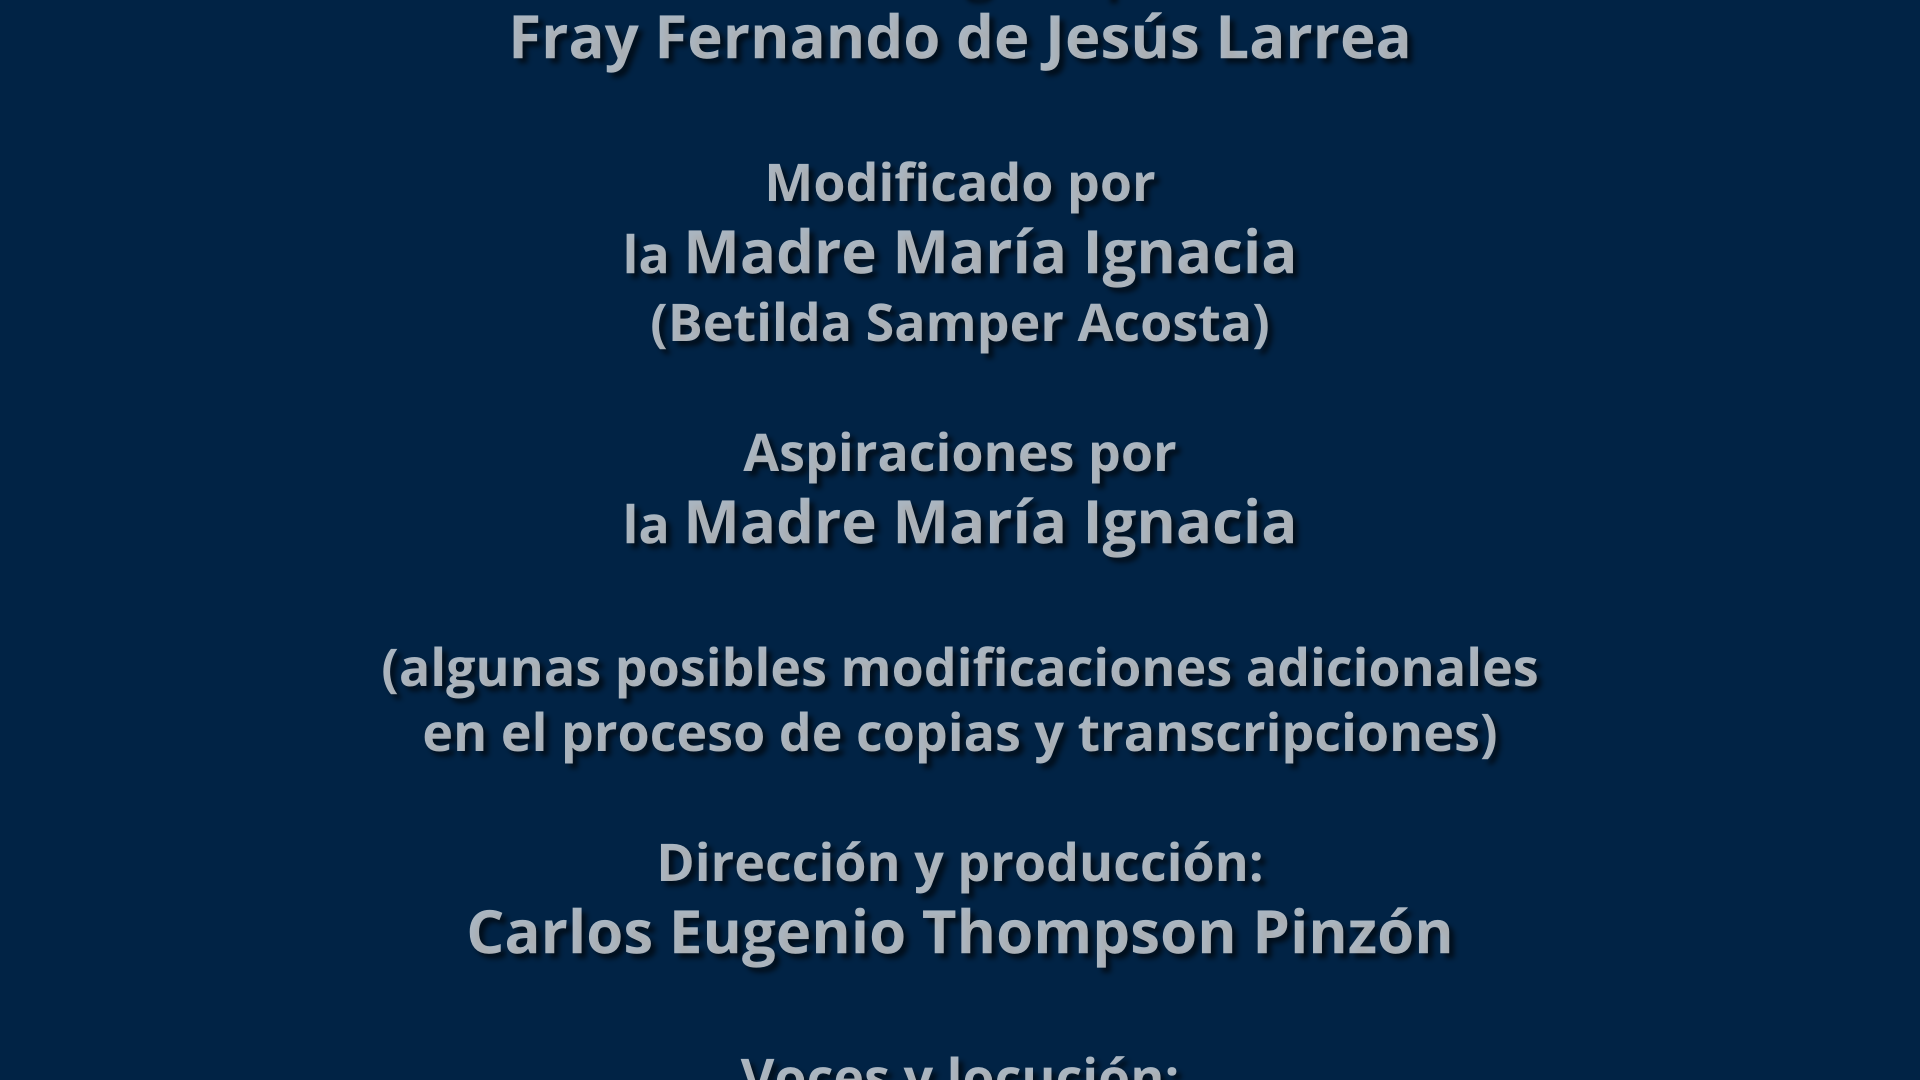 Fray Fernando de Jesús Larrea
Modificado por
la Madre María Ignacia
(Betilda Samper Acosta)
Aspiraciones por
la Madre María Ignacia
(algunas posibles modificaciones adicionales
en el proceso de copias y transcripciones)
Dirección y producción:
Carlos Eugenio Thompson Pinzón
Voces y locución: